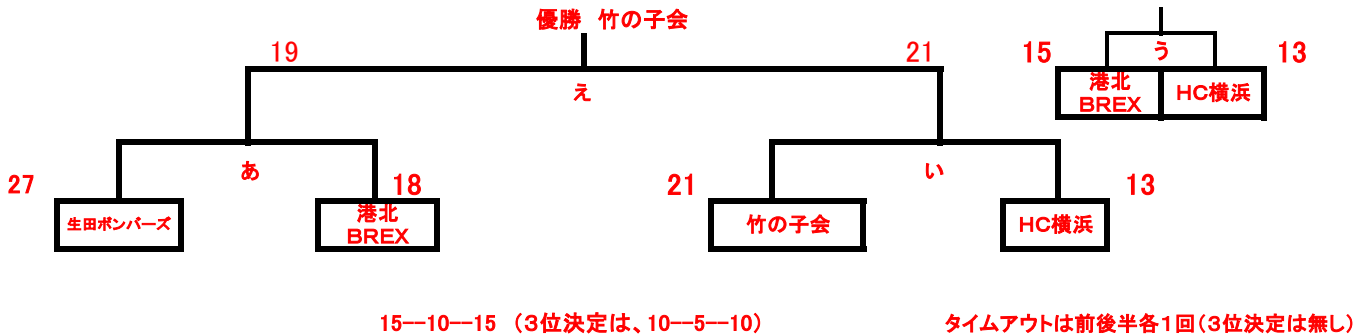 優勝 竹の子会
19
21
え
15
う
13
港北
BREX
HC横浜
あ
い
27
18
21
13
生田ボンバーズ
港北
BREX
竹の子会
HC横浜
15--10--15 (3位決定は、10--5--10)
タイムアウトは前後半各1回(3位決定は無し)